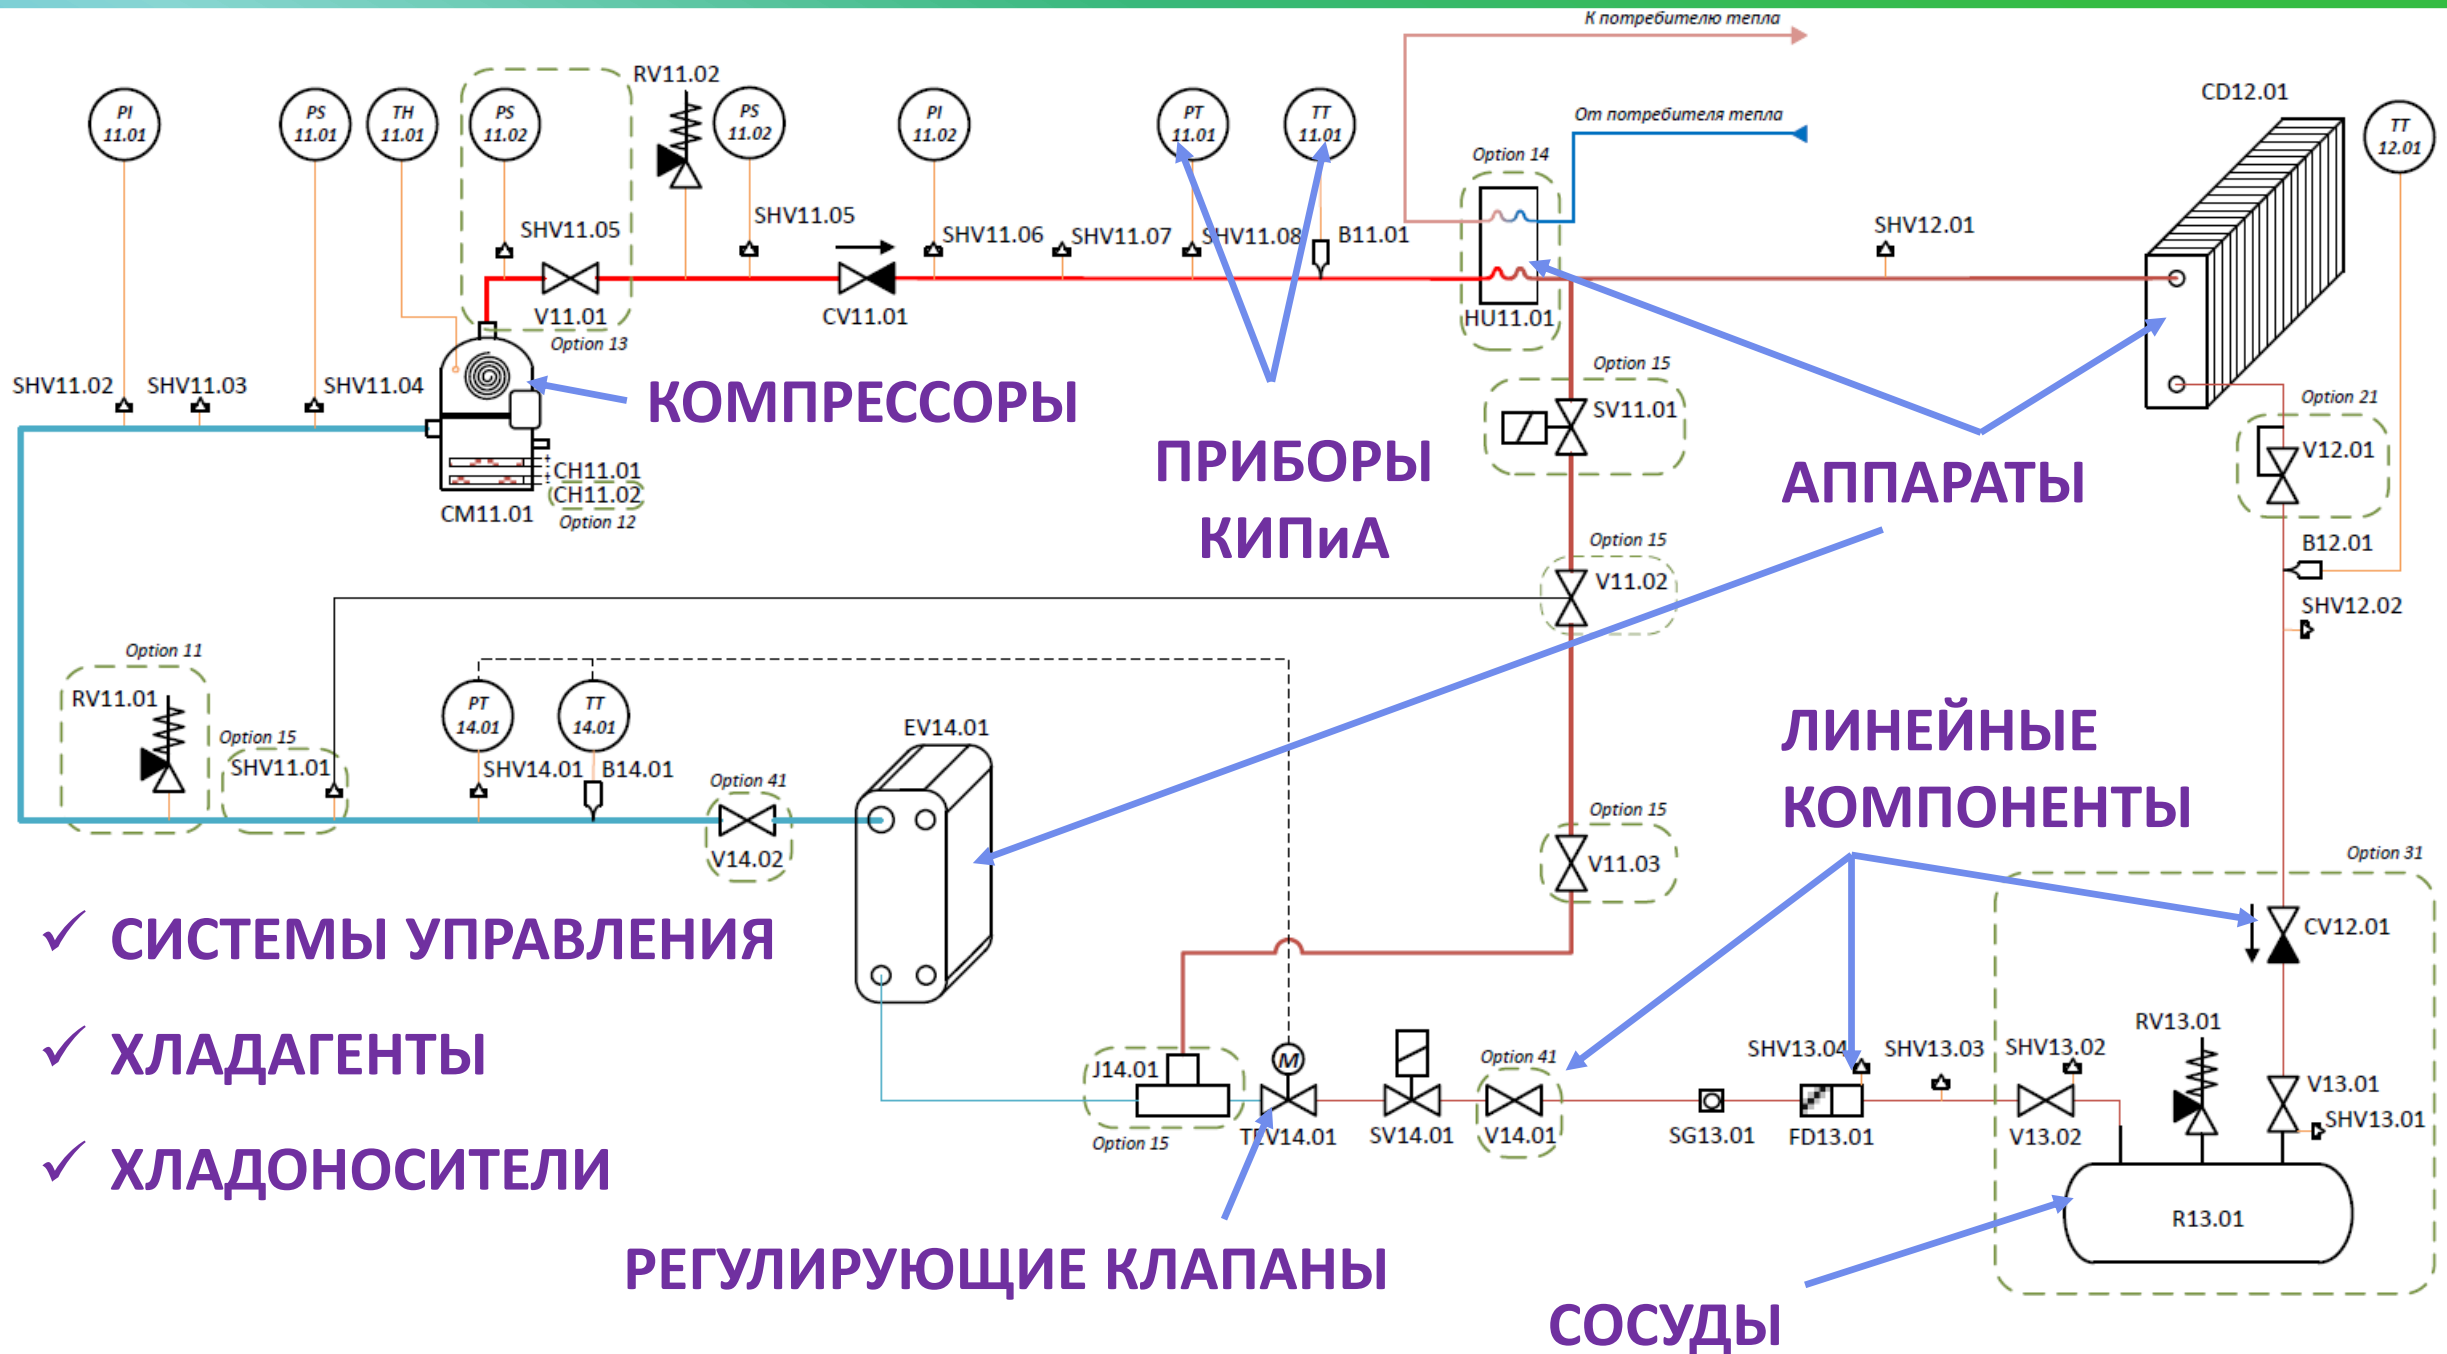 К потребителю тепла
От потребителя тепла
PI 11.01
PS 11.01
TH 11.01
PS 11.02
RV11.02
PS 11.02
PI 11.02
PT 11.01
TT 11.01
CD12.01
TT 12.01
Option 14
SHV11.05
SHV11.05
SHV11.06
SHV11.07
SHV11.08
B11.01
SHV12.01
V11.01
Option 13
CV11.01
HU11.01
SHV11.02
SHV11.03
SHV11.04
КОМПРЕССОРЫ
Option 15
SV11.01
Option 21
V12.01
CH11.01
CH11.02
CM11.01
Option 12
ПРИБОРЫ
КИПиА
АППАРАТЫ
Option 15
V11.02
B12.01
SHV12.02
Option 11
RV11.01
Option 15
SHV11.01
PT 14.01
TT 14.01
SHV14.01
B14.01
Option 41
V14.02
EV14.01
ЛИНЕЙНЫЕ
КОМПОНЕНТЫ
Option 15
V11.03
Option 31
CV12.01
✓ СИСТЕМЫ УПРАВЛЕНИЯ
✓ ХЛАДАГЕНТЫ
✓ ХЛАДОНОСИТЕЛИ
J14.01
Option 15
M
TEV14.01
SV14.01
Option 41
V14.01
SG13.01
SHV13.04
FD13.01
SHV13.03
SHV13.02
V13.02
RV13.01
V13.01
SHV13.01
R13.01
РЕГУЛИРУЮЩИЕ КЛАПАНЫ
СОСУДЫ